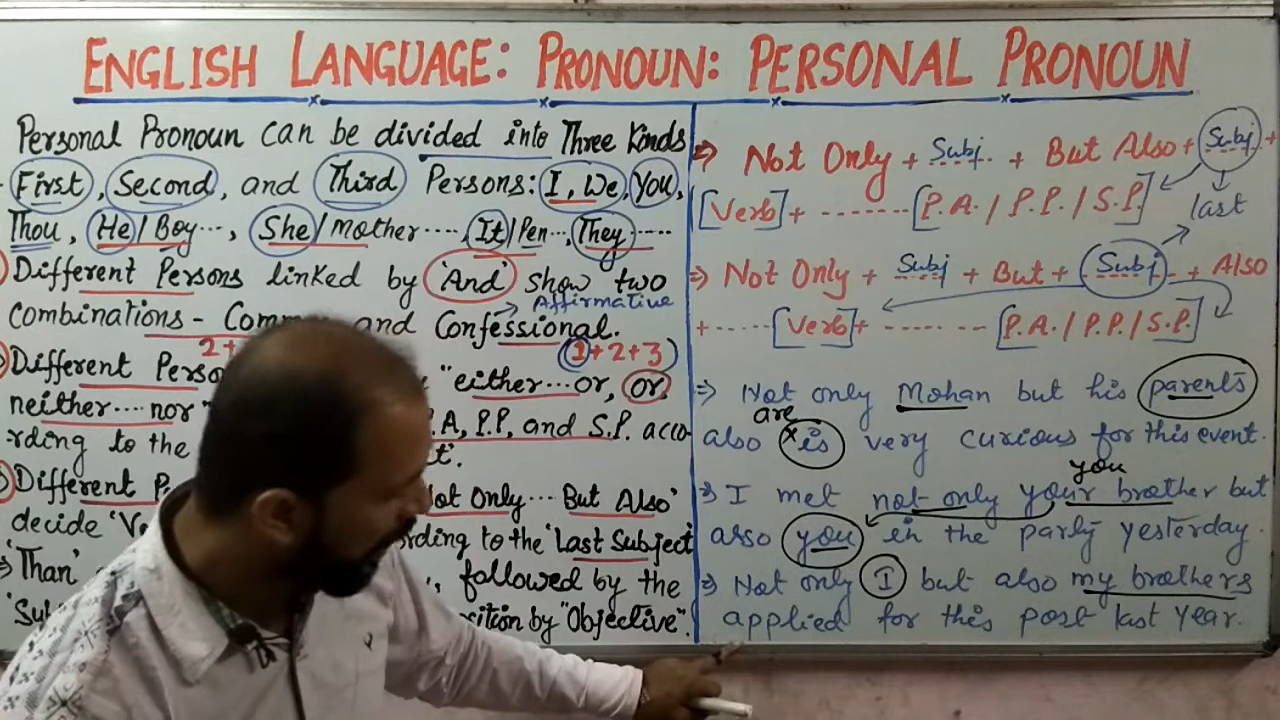 ENGLISH LANGUAGE: PRONOUN: PERSONAL PRONOUN
Personal Pronoun can be divided into Three Kinds
First, Second, and Third Persons: I, We, You,
Thou, He/Boy..., She/Mother...., It/Pen..., They.....
Different Persons linked by 'And' show two
Affirmative
combinations - and Confessional.
2+
1+2+3)
Different "either...or, or
neither....nor"
P.A, P.P, and S.P. acco-
rding to the
Different Not Only... But Also'
decide to the 'Last Subject'
'Than' followed by the
by "Objective".
⇒ Not Only + Subj. + But Also + Subj +
[Verb] + ....... [P.A./P.P./S.P.] last
⇒ Not Only + Subj + But + Subj + Also
+...... [Verb] + ...... [P.A./P.P./S.P.]
⇒ Not only Mohan but his parents
are
also x is very curious for this event.
you
⇒ I met not only your brother but
also you in the party yesterday.
⇒ Not only I but also my brothers
applied for this post last year.